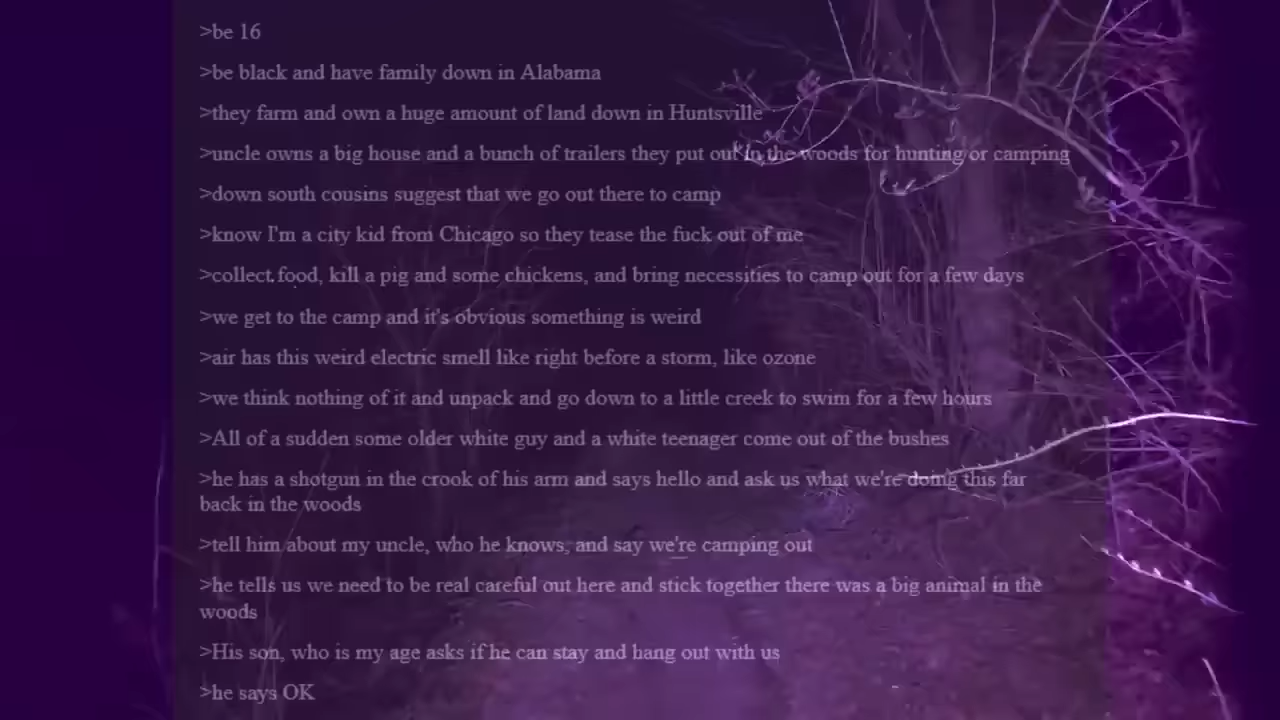 >be 16
>be black and have family down in Alabama
>they farm and own a huge amount of land down in Huntsville
>uncle owns a big house and a bunch of trailers they put out in the woods for hunting or camping
>down south cousins suggest that we go out there to camp
>know I'm a city kid from Chicago so they tease the fuck out of me
>collect food, kill a pig and some chickens, and bring necessities to camp out for a few days
>we get to the camp and it's obvious something is weird
>air has this weird electric smell like right before a storm, like ozone
>we think nothing of it and unpack and go down to a little creek to swim for a few hours
>All of a sudden some older white guy and a white teenager come out of the bushes
>he has a shotgun in the crook of his arm and says hello and ask us what we're doing this far
back in the woods
>tell him about my uncle, who he knows, and say we're camping out
>he tells us we need to be real careful out here and stick together there was a big animal in the
woods
>His son, who is my age asks if he can stay and hang out with us
>he says OK